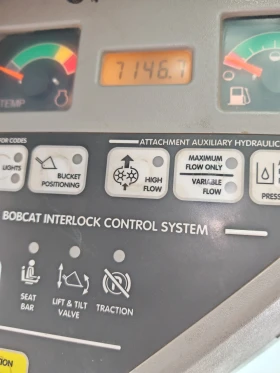 7146.7
TEMP
FOR CODES
ATTACHMENT AUXILIARY HYDRAULIC
LIGHTS
BUCKET
POSITIONING
HIGH
FLOW
MAXIMUM
FLOW ONLY
VARIABLE
FLOW
PRESS
BOBCAT INTERLOCK CONTROL SYSTEM
SEAT
BAR
LIFT & TILT
VALVE
TRACTION